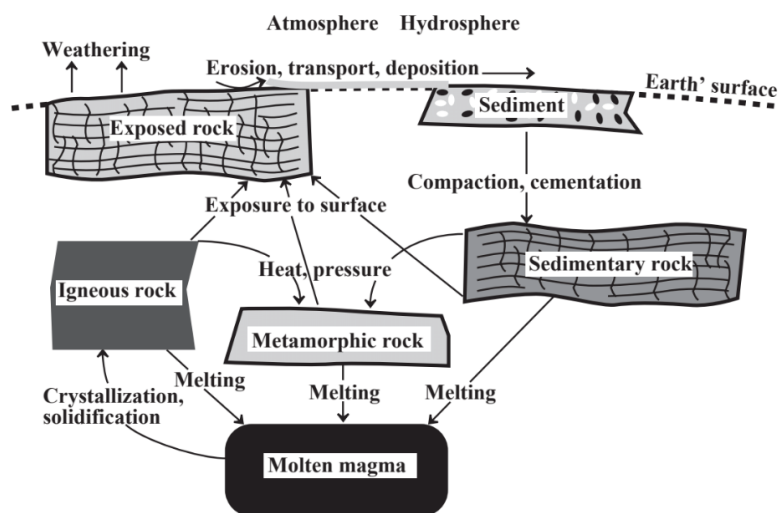 Atmosphere Hydrosphere
Weathering
Erosion, transport, deposition
Earth’ surface
Exposed rock
Sediment
Compaction, cementation
Exposure to surface
Heat, pressure
Sedimentary rock
Igneous rock
Metamorphic rock
Melting
Melting
Melting
Crystallization,
solidification
Molten magma